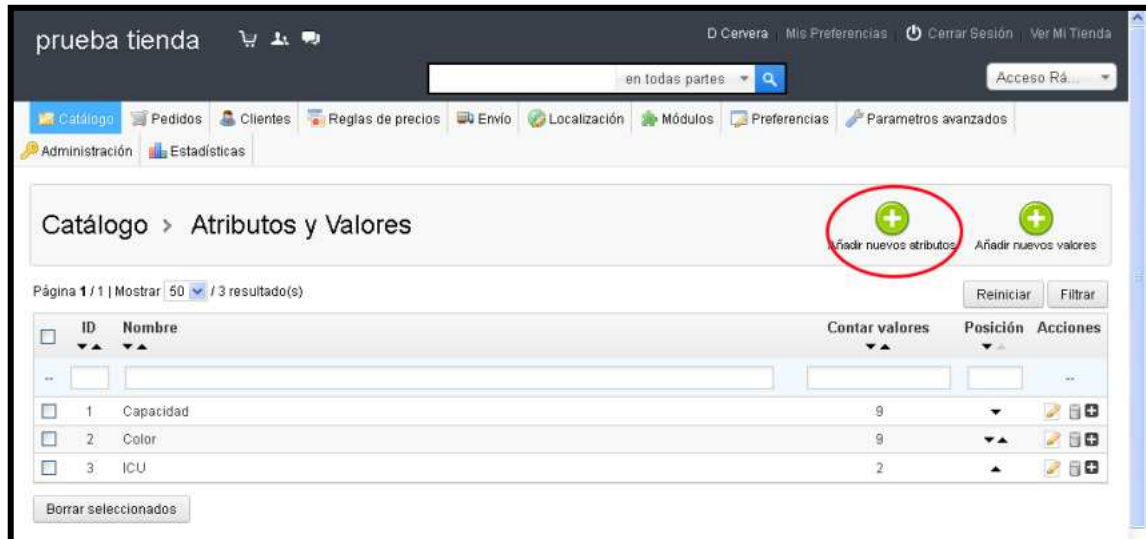 prueba tienda D Cervera Mis Preferencias Cerrar Sesión Ver Mi Tienda
en todas partes Acceso Rá...
Catálogo Pedidos Clientes Reglas de precios Envío Localización Módulos Preferencias Parametros avanzados
Administración Estadísticas
Catálogo > Atributos y Valores
Añadir nuevos atributos Añadir nuevos valores
Página 1 / 1 | Mostrar 50 / 3 resultado(s) Reiniciar Filtrar
ID Nombre Contar valores Posición Acciones
-- --
1 Capacidad 9
2 Color 9
3 ICU 2
Borrar seleccionados